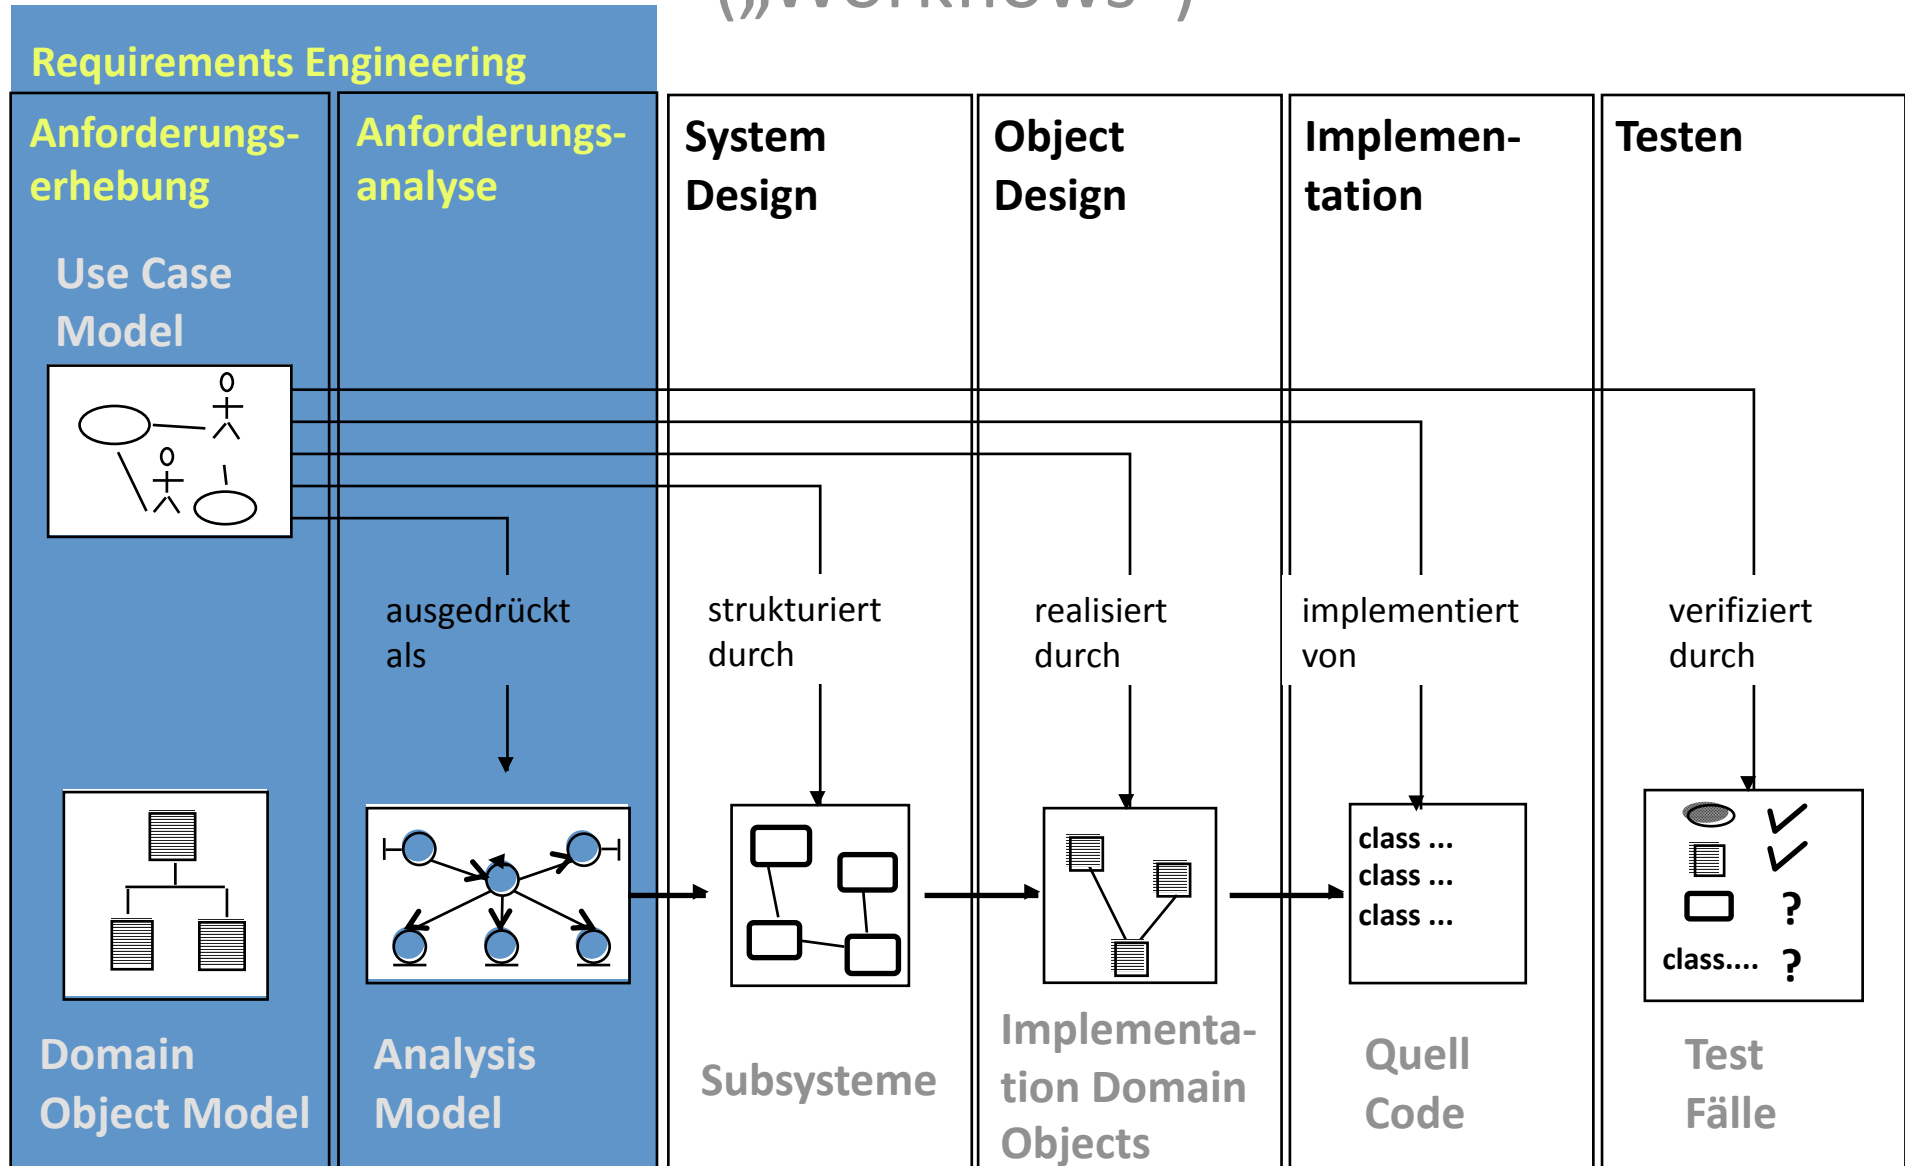 („Workflows“)
Requirements Engineering
Anforderungs-
erhebung
Anforderungs-
analyse
System
Design
Object
Design
Implemen-
tation
Testen
Use Case
Model
ausgedrückt
als
strukturiert
durch
realisiert
durch
implementiert
von
verifiziert
durch
class ...
class ...
class ...
?
class.... ?
Domain
Object Model
Analysis
Model
Subsysteme
Implementa-
tion Domain
Objects
Quell
Code
Test
Fälle